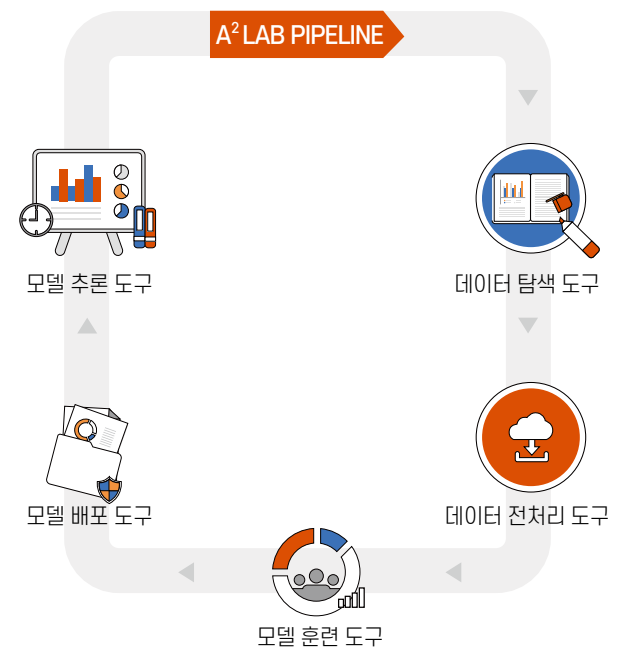 A² LAB PIPELINE
데이터 탐색 도구
데이터 전처리 도구
모델 훈련 도구
모델 배포 도구
모델 추론 도구